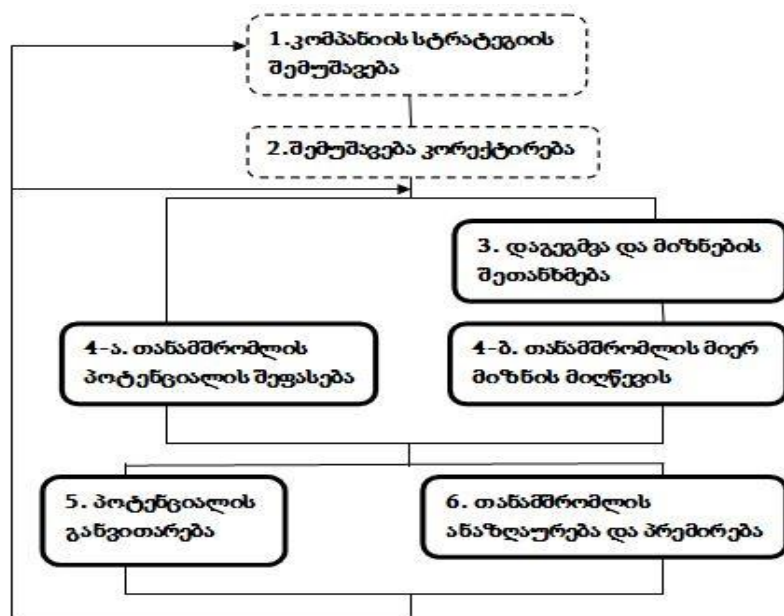 1.კომპანიის სტრატეგიის
შემუშავება
2.შემუშავება კორექტირება
3. დაგეგმვა და მიზნების
შეთანხმება
4-ა. თანამშრომლის
პოტენციალის შეფასება
4-ბ. თანამშრომლის მიერ
მიზნის მიღწევის
5. პოტენციალის
განვითარება
6. თანამშრომლის
ანაზღაურება და პრემირება